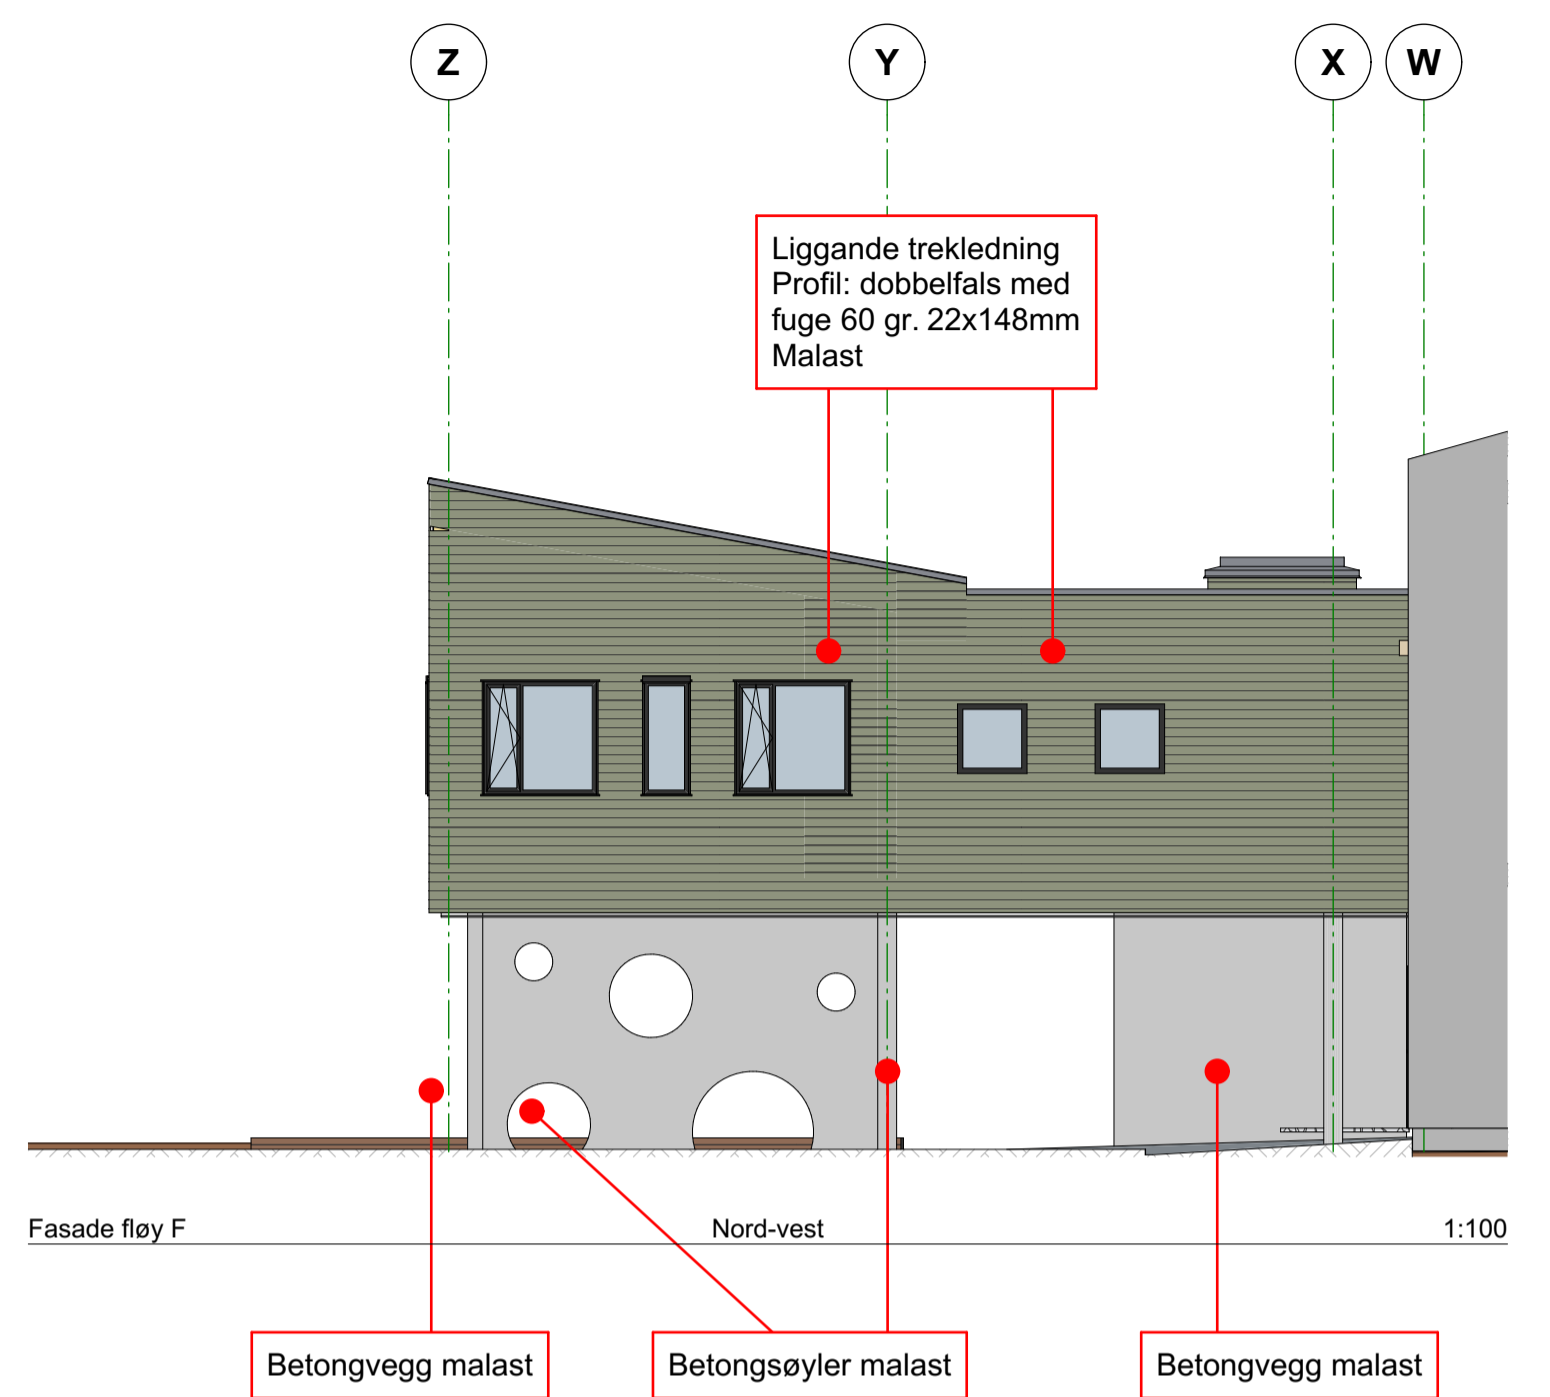 Z Y X W
Liggande trekledning
Profil: dobbelfals med
fuge 60 gr. 22x148mm
Malast
Fasade fløy F Nord-vest 1:100
Betongvegg malast Betongsøyler malast Betongvegg malast